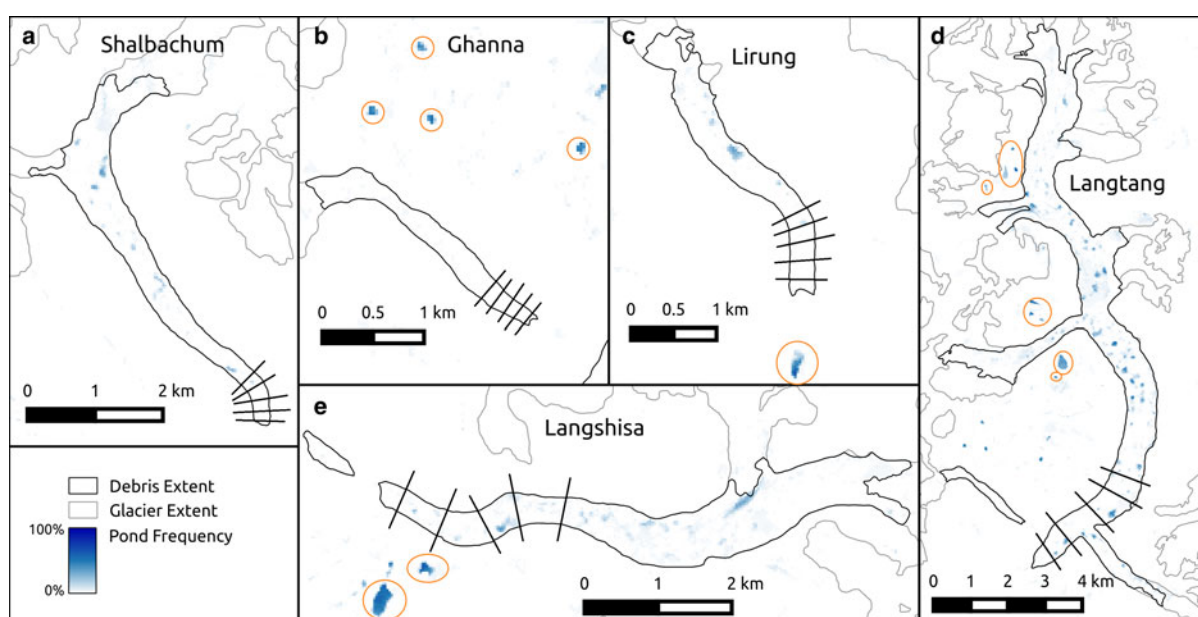 a
Shalbachum
0 1 2 km
b
Ghanna
0 0.5 1 km
c
Lirung
0 0.5 1 km
d
Langtang
0 1 2 3 4 km
e
Langshisa
0 1 2 km
Debris Extent
Glacier Extent
100%
Pond Frequency
0%